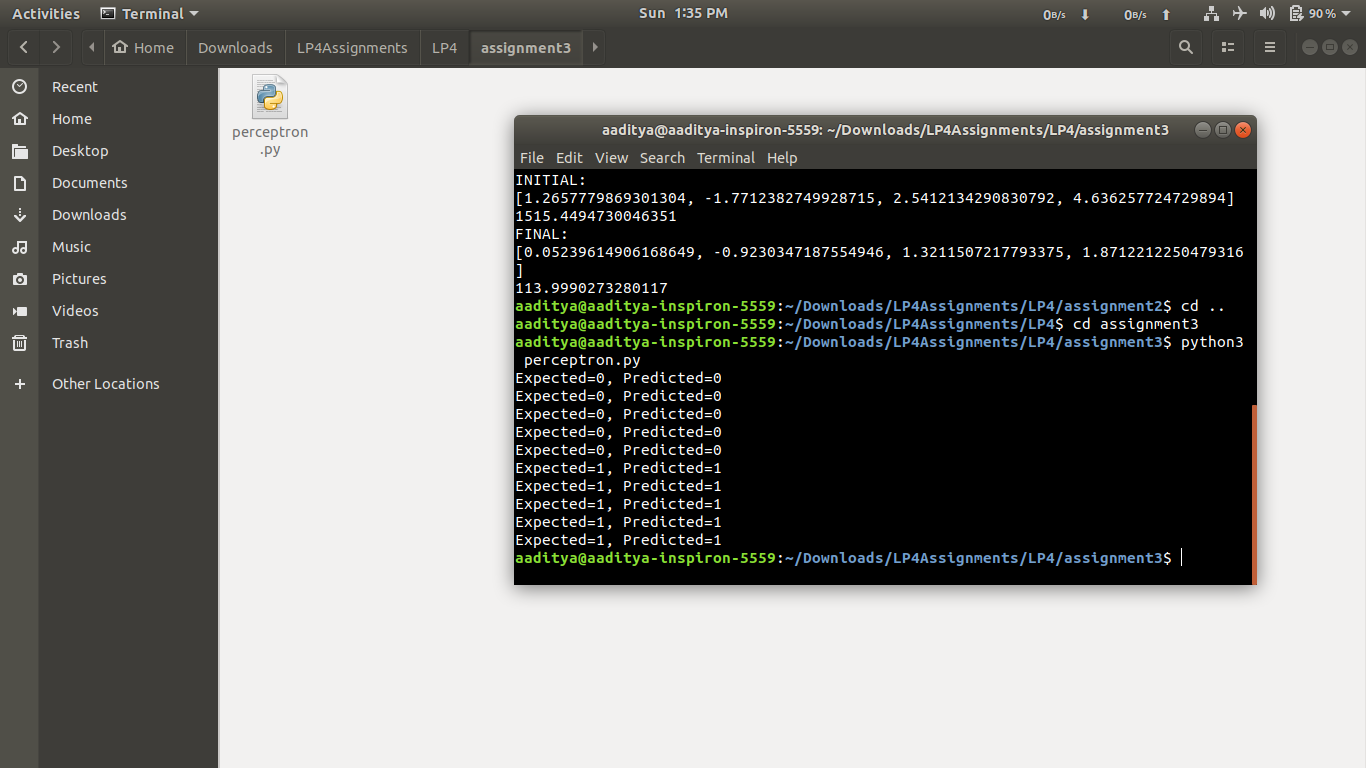 Activities Terminal Sun 1:35 PM 0B/s 0B/s 90%
Home Downloads LP4Assignments LP4 assignment3
Recent
Home
Desktop
Documents
Downloads
Music
Pictures
Videos
Trash
Other Locations
perceptron
.py
aaditya@aaditya-inspiron-5559: ~/Downloads/LP4Assignments/LP4/assignment3
File Edit View Search Terminal Help
INITIAL:
[1.2657779869301304, -1.7712382749928715, 2.5412134290830792, 4.636257724729894]
1515.4494730046351
FINAL:
[0.05239614906168649, -0.9230347187554946, 1.3211507217793375, 1.8712212250479316
]
113.9990273280117
aaditya@aaditya-inspiron-5559:~/Downloads/LP4Assignments/LP4/assignment2$ cd ..
aaditya@aaditya-inspiron-5559:~/Downloads/LP4Assignments/LP4$ cd assignment3
aaditya@aaditya-inspiron-5559:~/Downloads/LP4Assignments/LP4/assignment3$ python3
 perceptron.py
Expected=0, Predicted=0
Expected=0, Predicted=0
Expected=0, Predicted=0
Expected=0, Predicted=0
Expected=0, Predicted=0
Expected=1, Predicted=1
Expected=1, Predicted=1
Expected=1, Predicted=1
Expected=1, Predicted=1
Expected=1, Predicted=1
aaditya@aaditya-inspiron-5559:~/Downloads/LP4Assignments/LP4/assignment3$